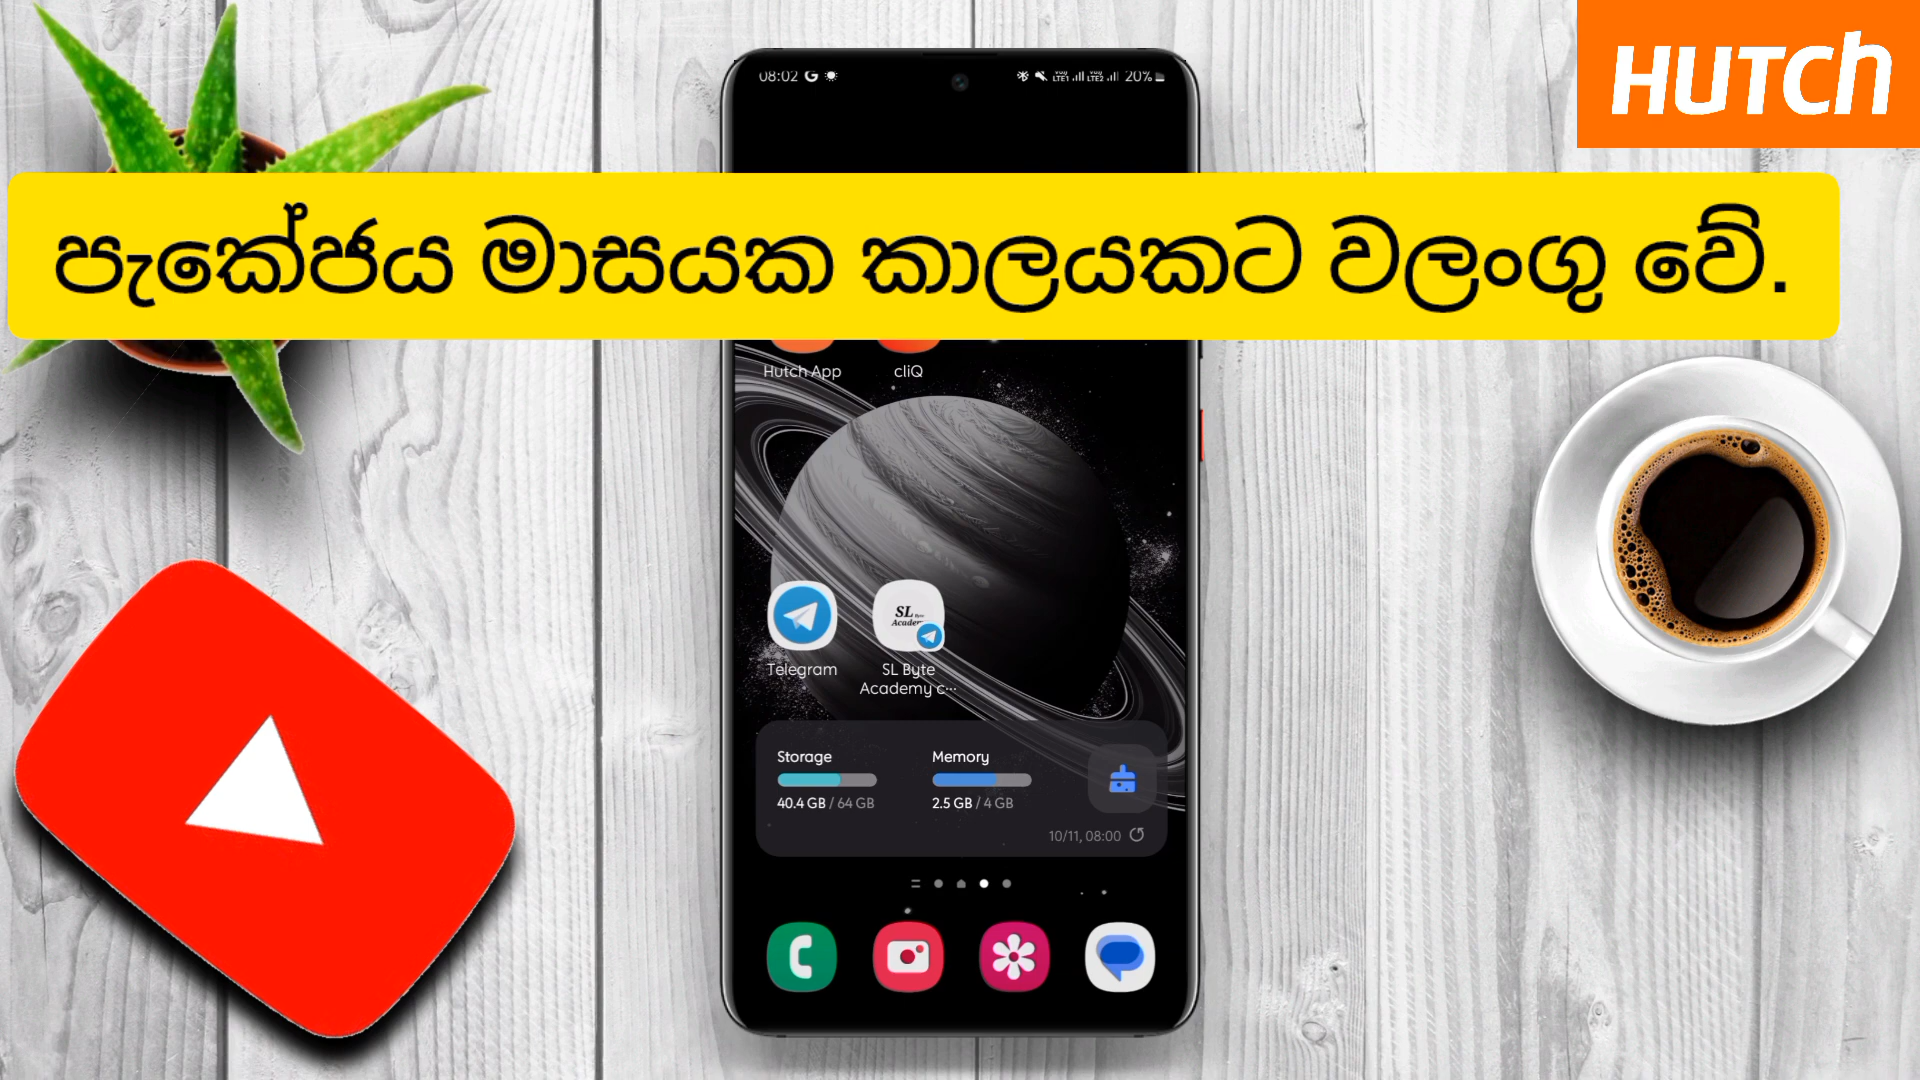 HUTCH
08:02
20%
පැකේජය මාසයක කාලයකට වලංගු වේ.
Hutch App
cliQ
SL
Telegram
SL Byte
Academy c...
Storage
Memory
40.4 GB / 64 GB
2.5 GB / 4 GB
10/11, 08:00